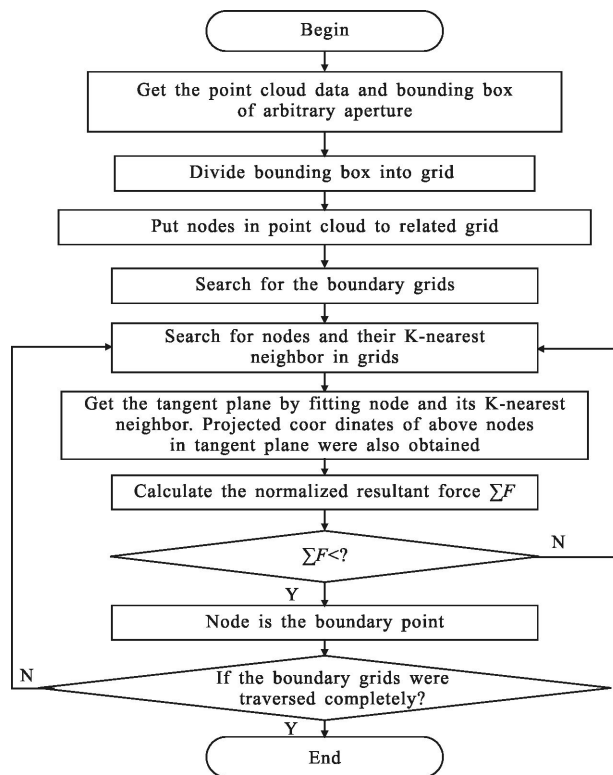 Begin
Get the point cloud data and bounding box
of arbitrary aperture
Divide bounding box into grid
Put nodes in point cloud to related grid
Search for the boundary grids
Search for nodes and their K-nearest
neighbor in grids
Get the tangent plane by fitting node and its K-nearest
neighbor. Projected coor dinates of above nodes
in tangent plane were also obtained
Calculate the normalized resultant force ∑F
∑F<?
N
Y
Node is the boundary point
N
If the boundary grids were
traversed completely?
Y
End